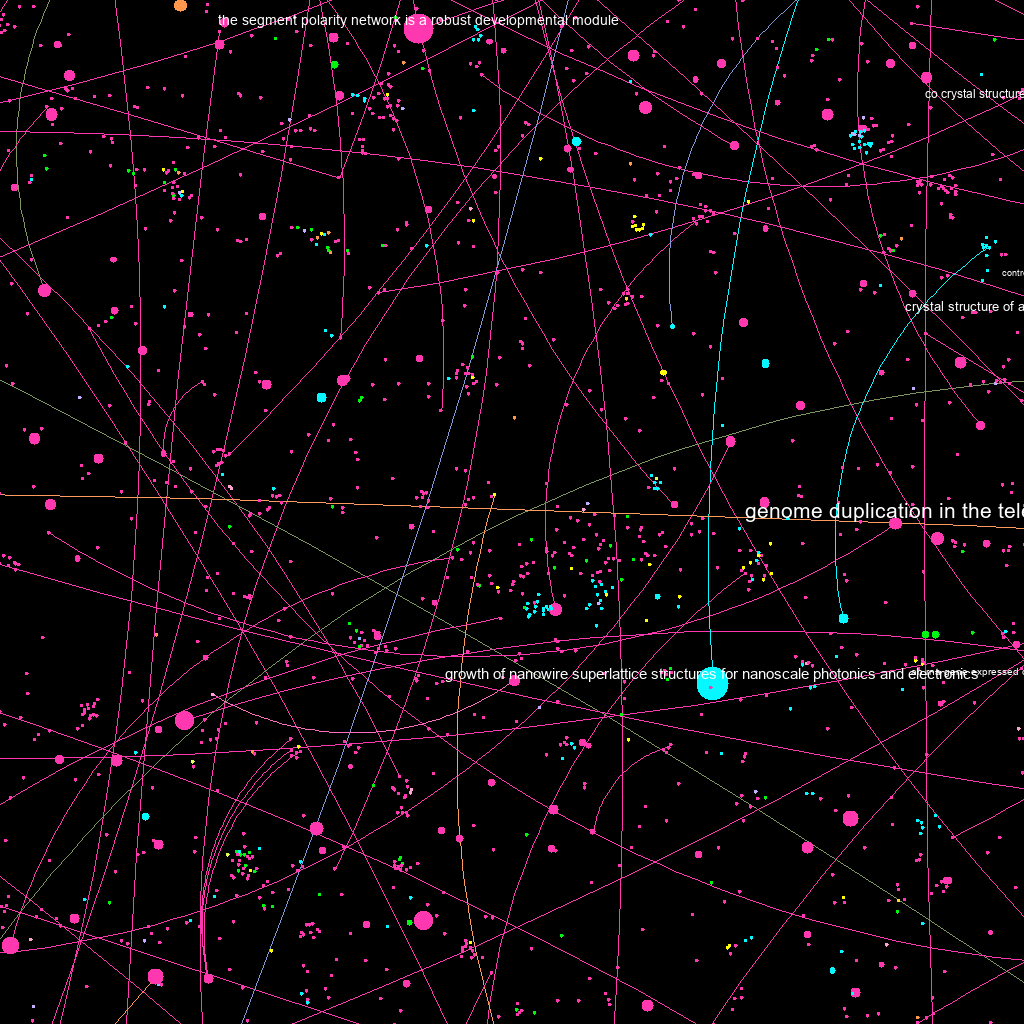 the segment polarity network is a robust developmental module
co crystal structure
contr
crystal structure of a
genome duplication in the tele
growth of nanowire superlattice structures for nanoscale photonics and electronics
expressed